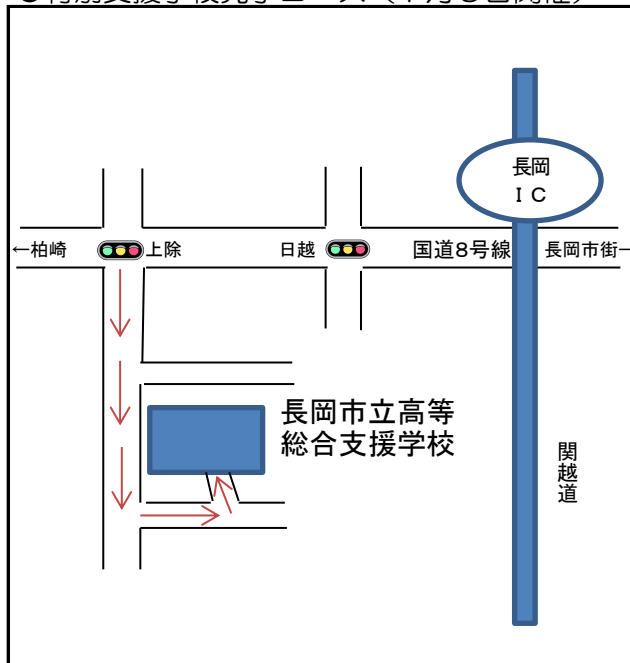 長岡
ＩＣ
←柏崎
上除
日越
国道8号線
長岡市街
長岡市立高等
総合支援学校
関越道